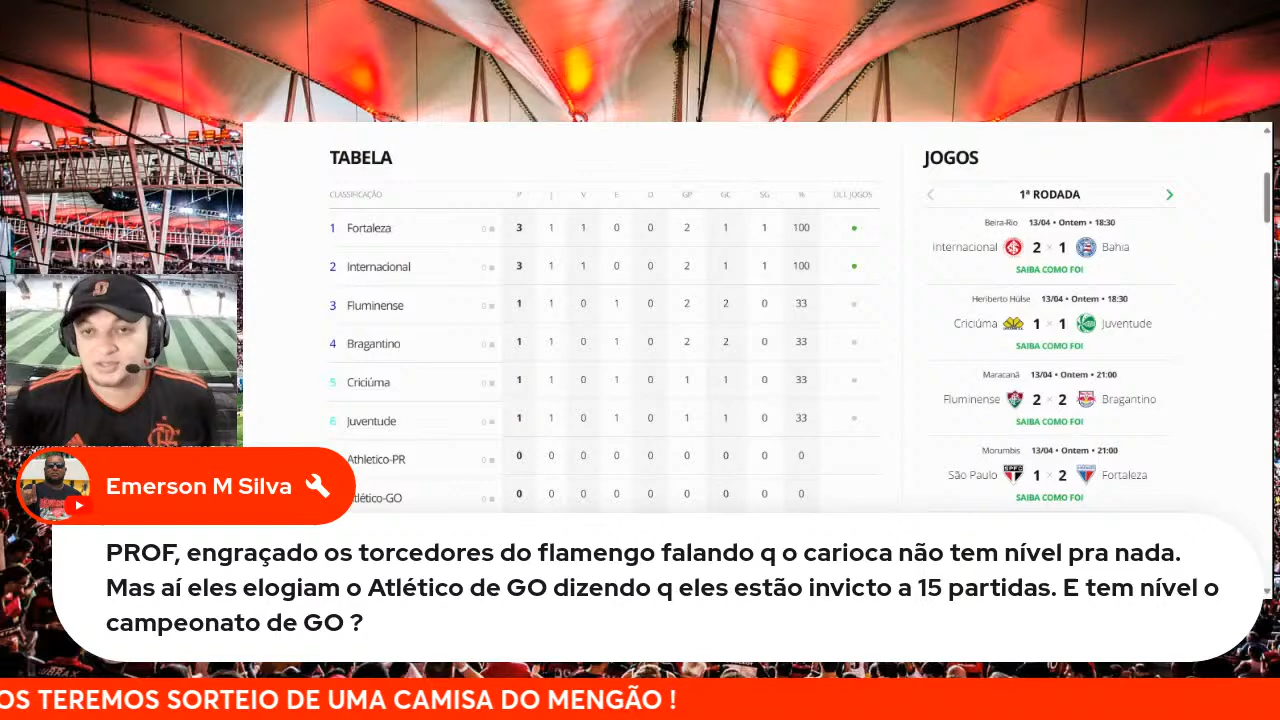 TABELA
CLASSIFICAÇÃO P J V E D GP GC SG % ÚLT. JOGOS
1 Fortaleza 0 3 1 1 0 0 2 1 1 100
2 Internacional 0 3 1 1 0 0 2 1 1 100
3 Fluminense 0 1 1 0 1 0 2 2 0 33
4 Bragantino 0 1 1 0 1 0 2 2 0 33
5 Criciúma 0 1 1 0 1 0 1 1 0 33
6 Juventude 0 1 1 0 1 0 1 1 0 33
Athletico-PR 0 0 0 0 0 0 0 0 0 0
tlético-GO 0 0 0 0 0 0 0 0 0 0
JOGOS
1ª RODADA
Beira-Rio 13/04 • Ontem • 18:30
Internacional 2 × 1 Bahia
SAIBA COMO FOI
Heriberto Hülse 13/04 • Ontem • 18:30
Criciúma 1 × 1 Juventude
SAIBA COMO FOI
Maracanã 13/04 • Ontem • 21:00
Fluminense 2 × 2 Bragantino
SAIBA COMO FOI
Morumbis 13/04 • Ontem • 21:00
São Paulo 1 × 2 Fortaleza
SAIBA COMO FOI
Emerson M Silva
PROF, engraçado os torcedores do flamengo falando q o carioca não tem nível pra nada.
Mas aí eles elogiam o Atlético de GO dizendo q eles estão invicto a 15 partidas. E tem nível o
campeonato de GO ?
OS TEREMOS SORTEIO DE UMA CAMISA DO MENGÃO !